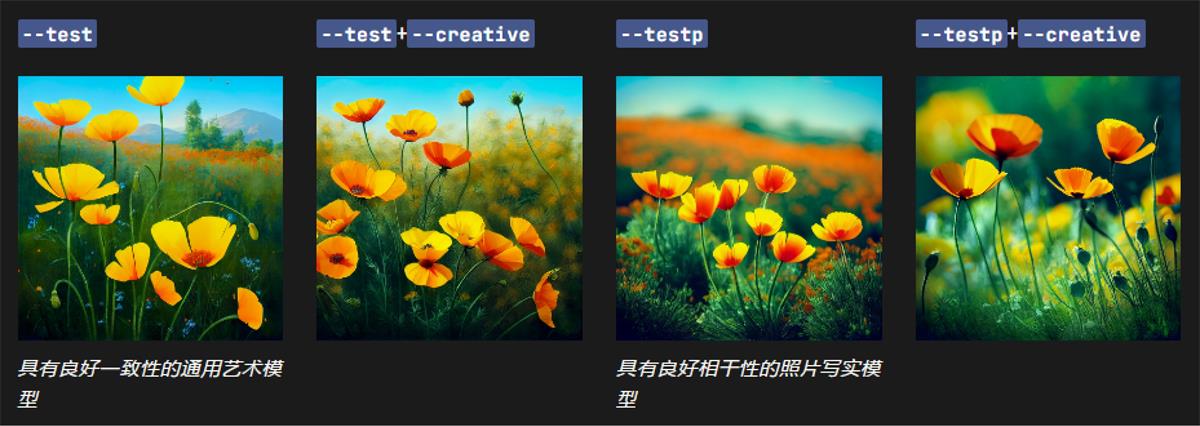 --test
--test+--creative
--testp
--testp+--creative
具有良好一致性的通用艺术模
型
具有良好相干性的照片写实模
型